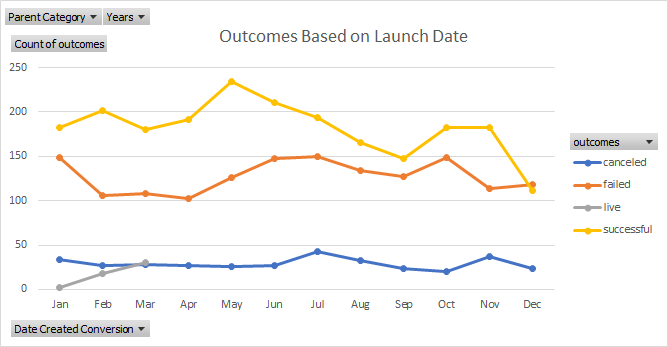 Parent Category Years
Count of outcomes
Outcomes Based on Launch Date
250
200
150
100
50
0
Jan Feb Mar Apr May Jun Jul Aug Sep Oct Nov Dec
outcomes
canceled
failed
live
successful
Date Created Conversion